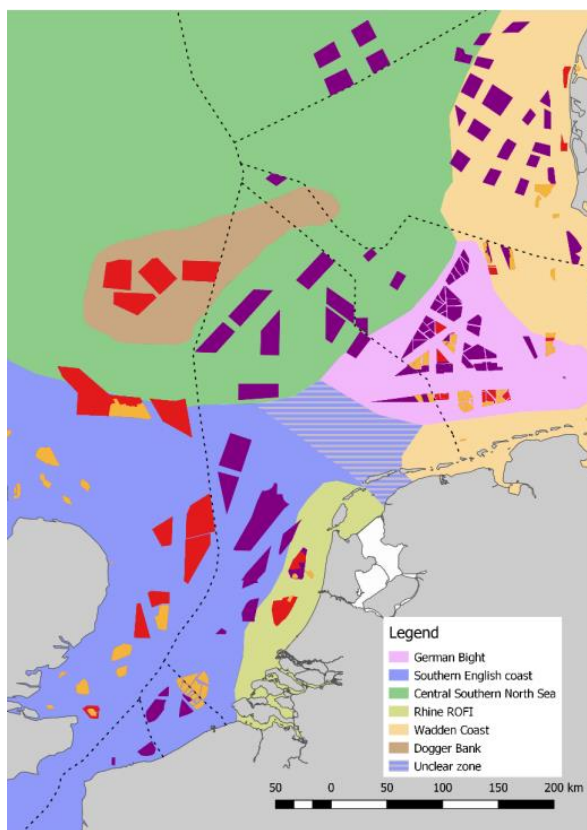 Legend
German Bight
Southern English coast
Central Southern North Sea
Rhine ROFI
Wadden Coast
Dogger Bank
Unclear zone
50 0 50 100 150 200 km